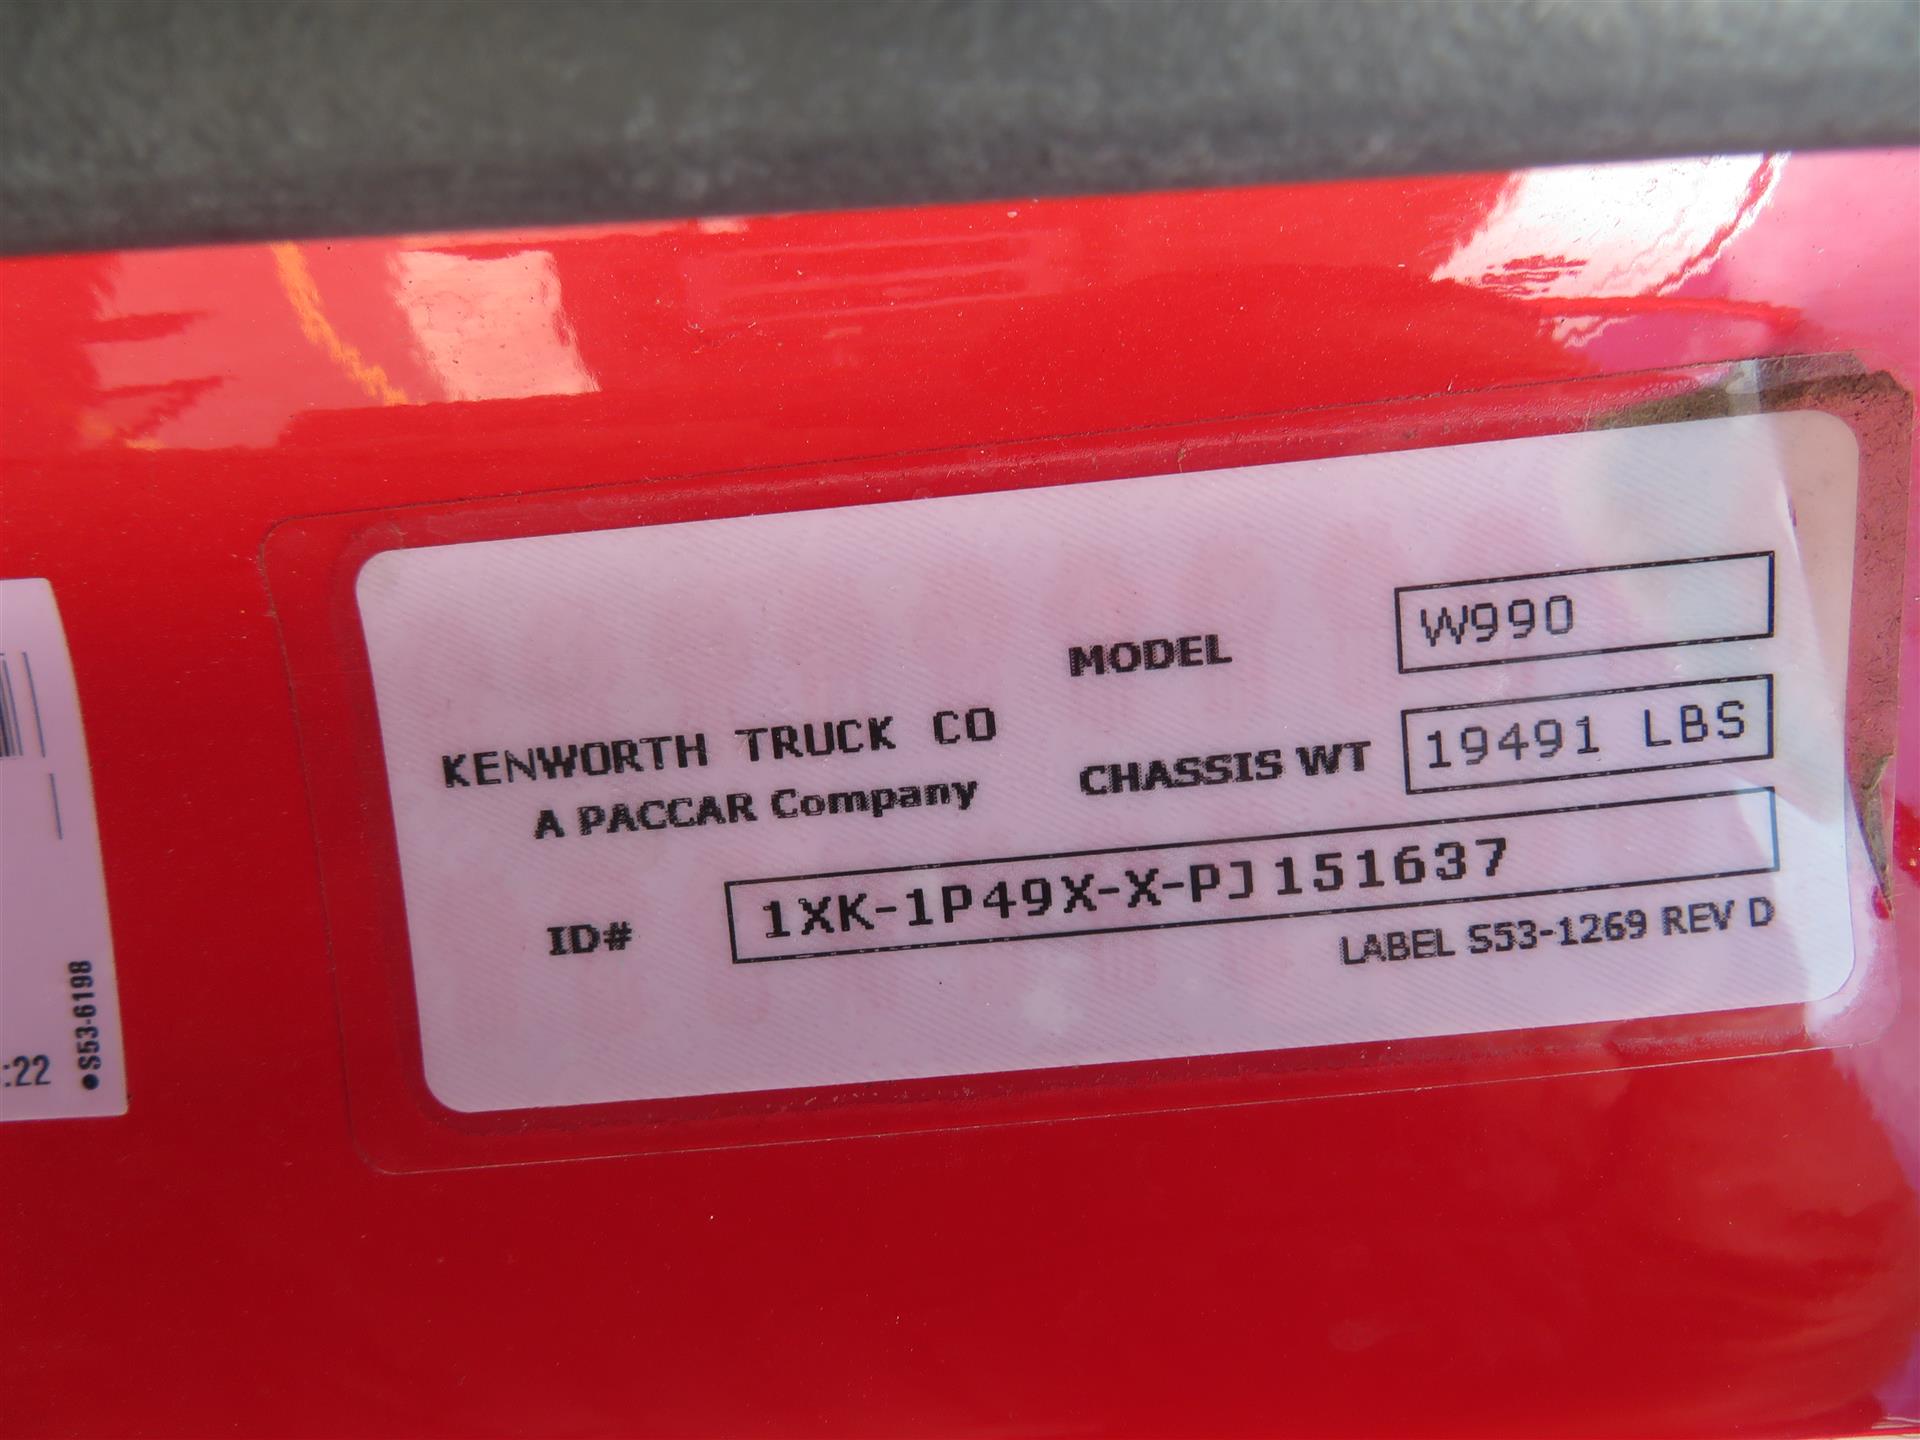 MODEL W990
KENWORTH TRUCK CO
CHASSIS WT 19491 LBS
A PACCAR Company
ID# 1XK-1P49X-X-PJ151637
LABEL S53-1269 REV D
:22
•S53-6198